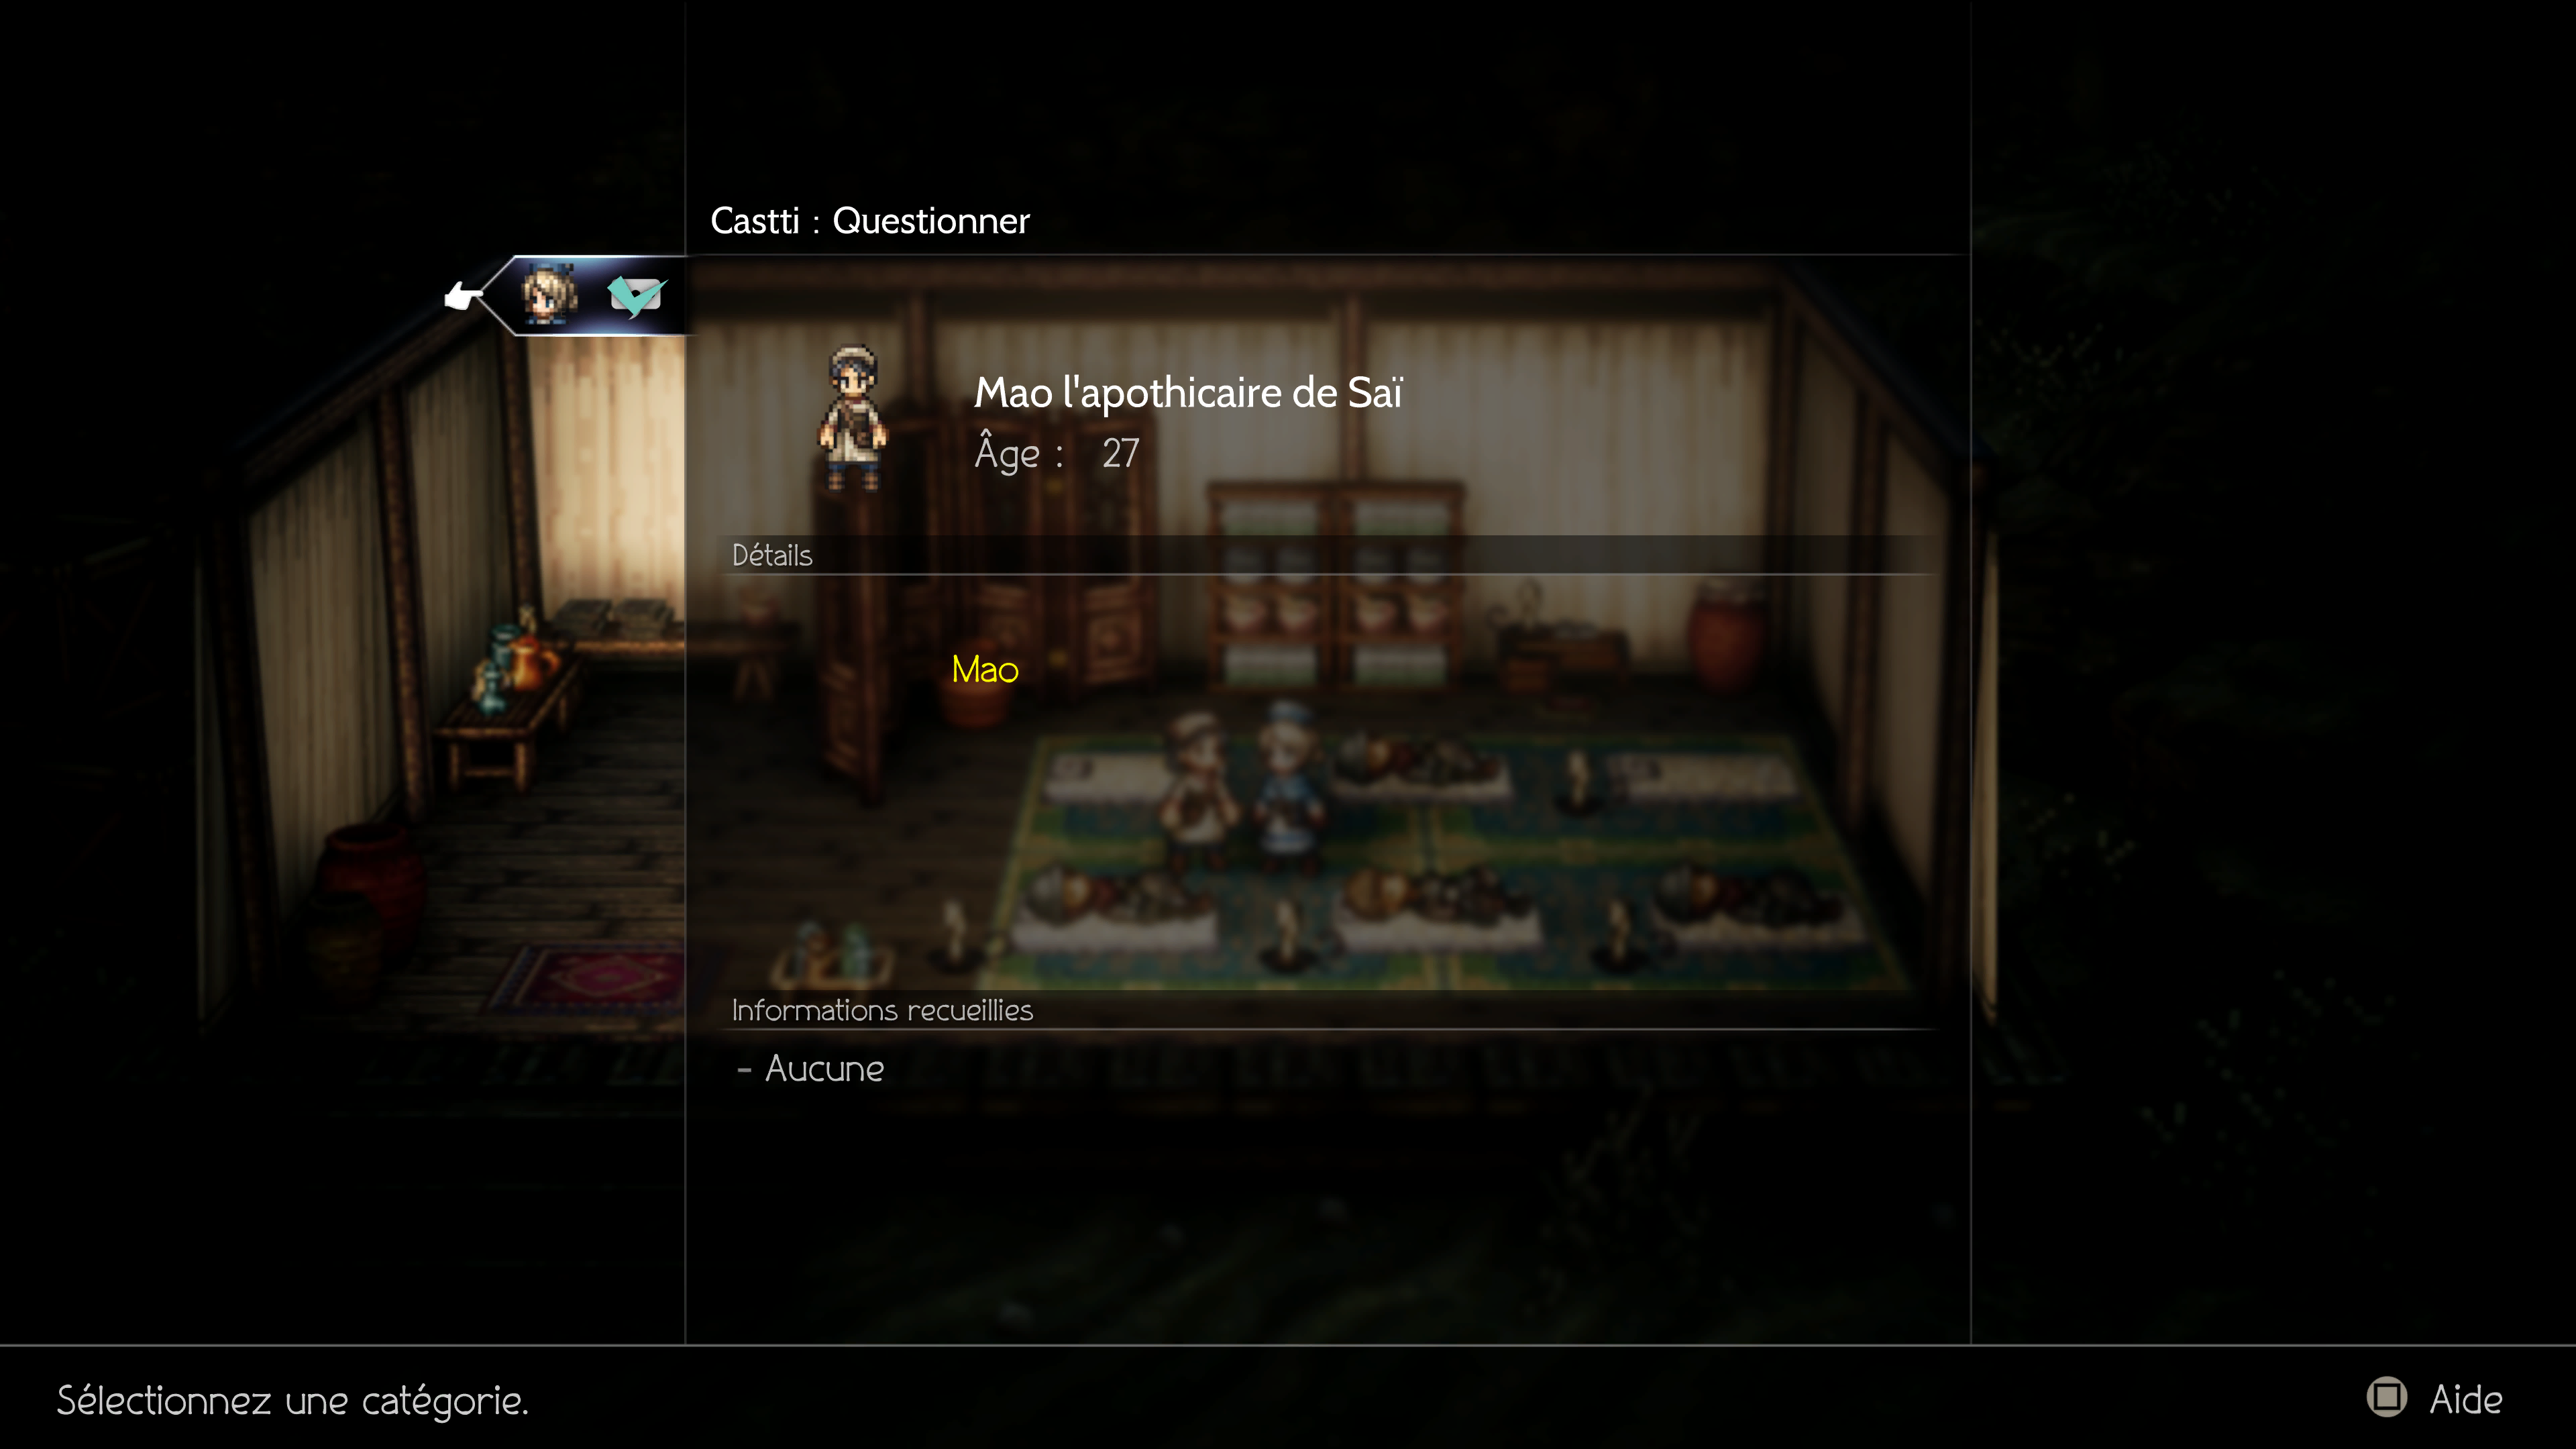 Castti : Questionner
Mao l'apothicaire de Saï
Âge : 27
Détails
Mao
Informations recueillies
- Aucune
Sélectionnez une catégorie.
Aide